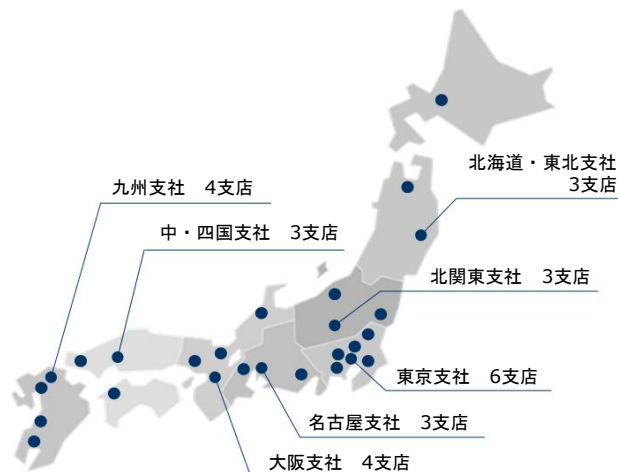 北海道・東北支社
3支店
九州支社 4支店
中・四国支社 3支店
北関東支社 3支店
東京支社 6支店
名古屋支社 3支店
大阪支社 4支店